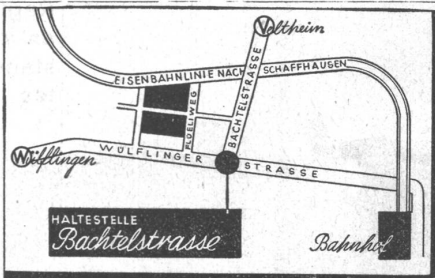 Veltheim
EISENBAHNLINIE NACH SCHAFFHAUSEN
FLÜELIWEG
BACHTELSTRASSE
Wülflingen
WÜLFLINGER STRASSE
HALTESTELLE
Bachtelstrasse
Bahnhof